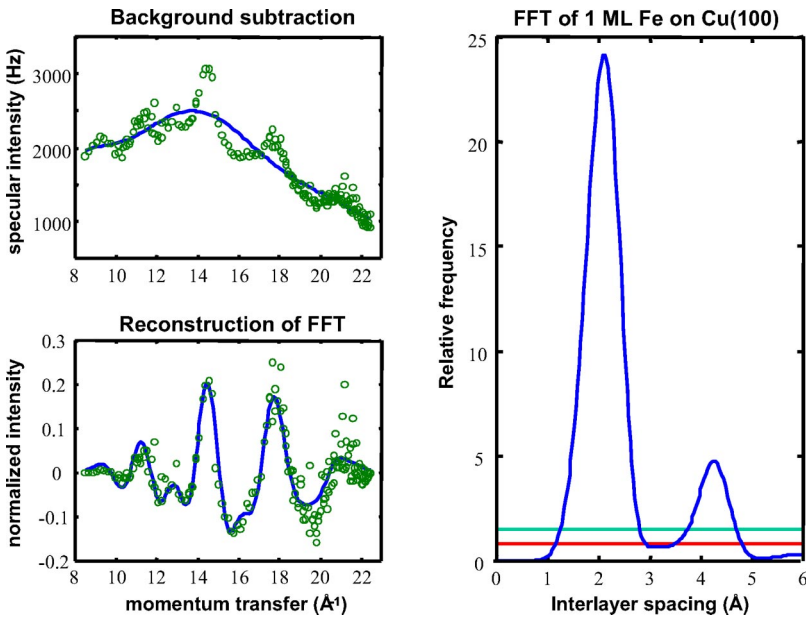 Background subtraction
specular intensity (Hz)
3000
2000
1000
8 10 12 14 16 18 20 22
Reconstruction of FFT
normalized intensity
0.3
0.2
0.1
0
-0.1
-0.2
8 10 12 14 16 18 20 22
momentum transfer (Å⁻¹)
FFT of 1 ML Fe on Cu(100)
Relative frequency
25
20
15
10
5
0
0 1 2 3 4 5 6
Interlayer spacing (Å)